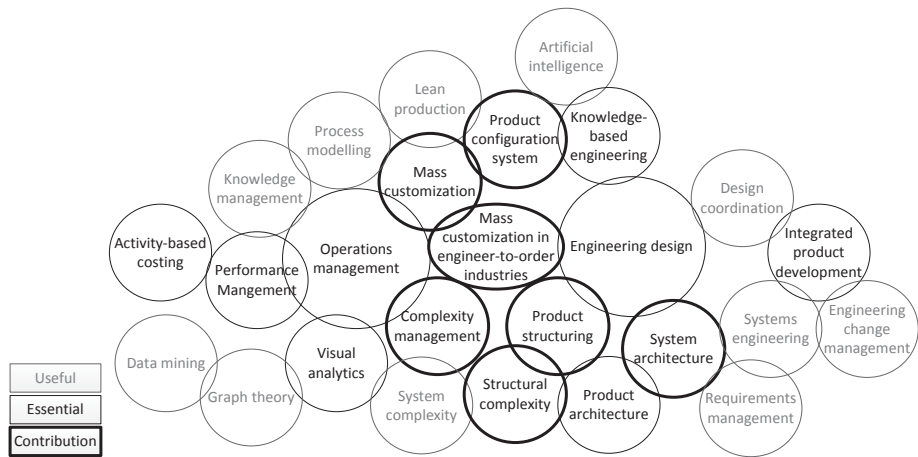 Artificial
intelligence
Lean
production
Product
configuration
system
Knowledge-
based
engineering
Process
modelling
Mass
customization
Knowledge
management
Design
coordination
Mass
customization in
engineer-to-order
industries
Activity-based
costing
Operations
management
Engineering design
Integrated
product
development
Performance
Mangement
Complexity
management
Product
structuring
System
architecture
Systems
engineering
Engineering
change
management
Data mining
Visual
analytics
Graph theory
System
complexity
Structural
complexity
Product
architecture
Requirements
management
Useful
Essential
Contribution